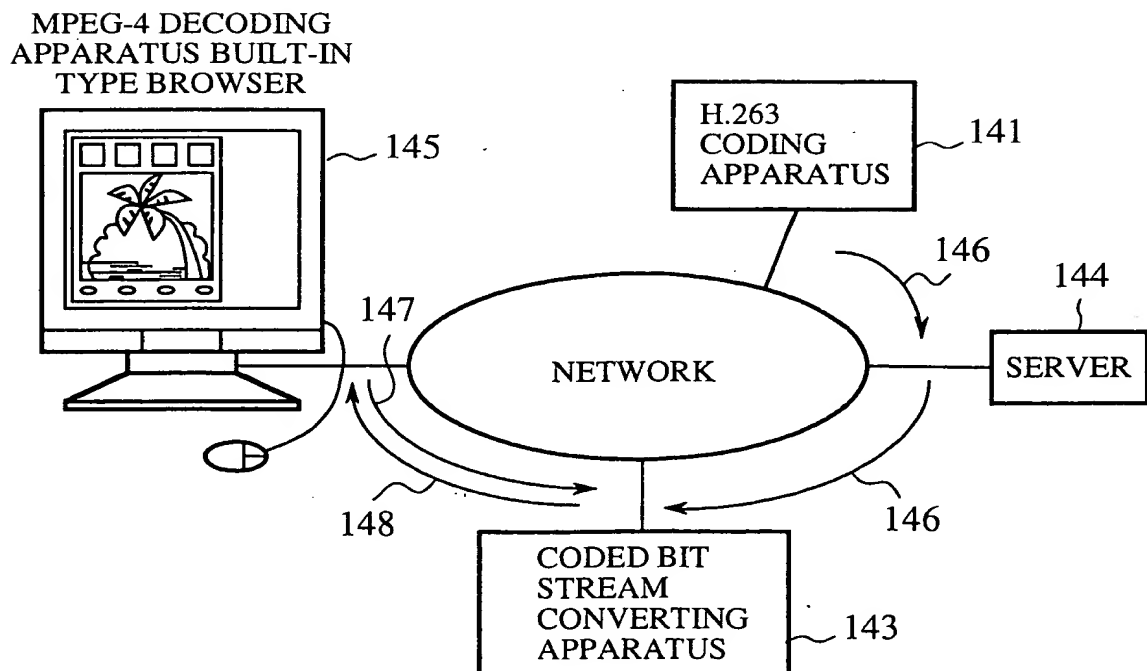 MPEG-4 DECODING
APPARATUS BUILT-IN
TYPE BROWSER
145
H.263
CODING
APPARATUS
141
146
144
SERVER
147
NETWORK
148
146
CODED BIT
STREAM
CONVERTING
APPARATUS
143